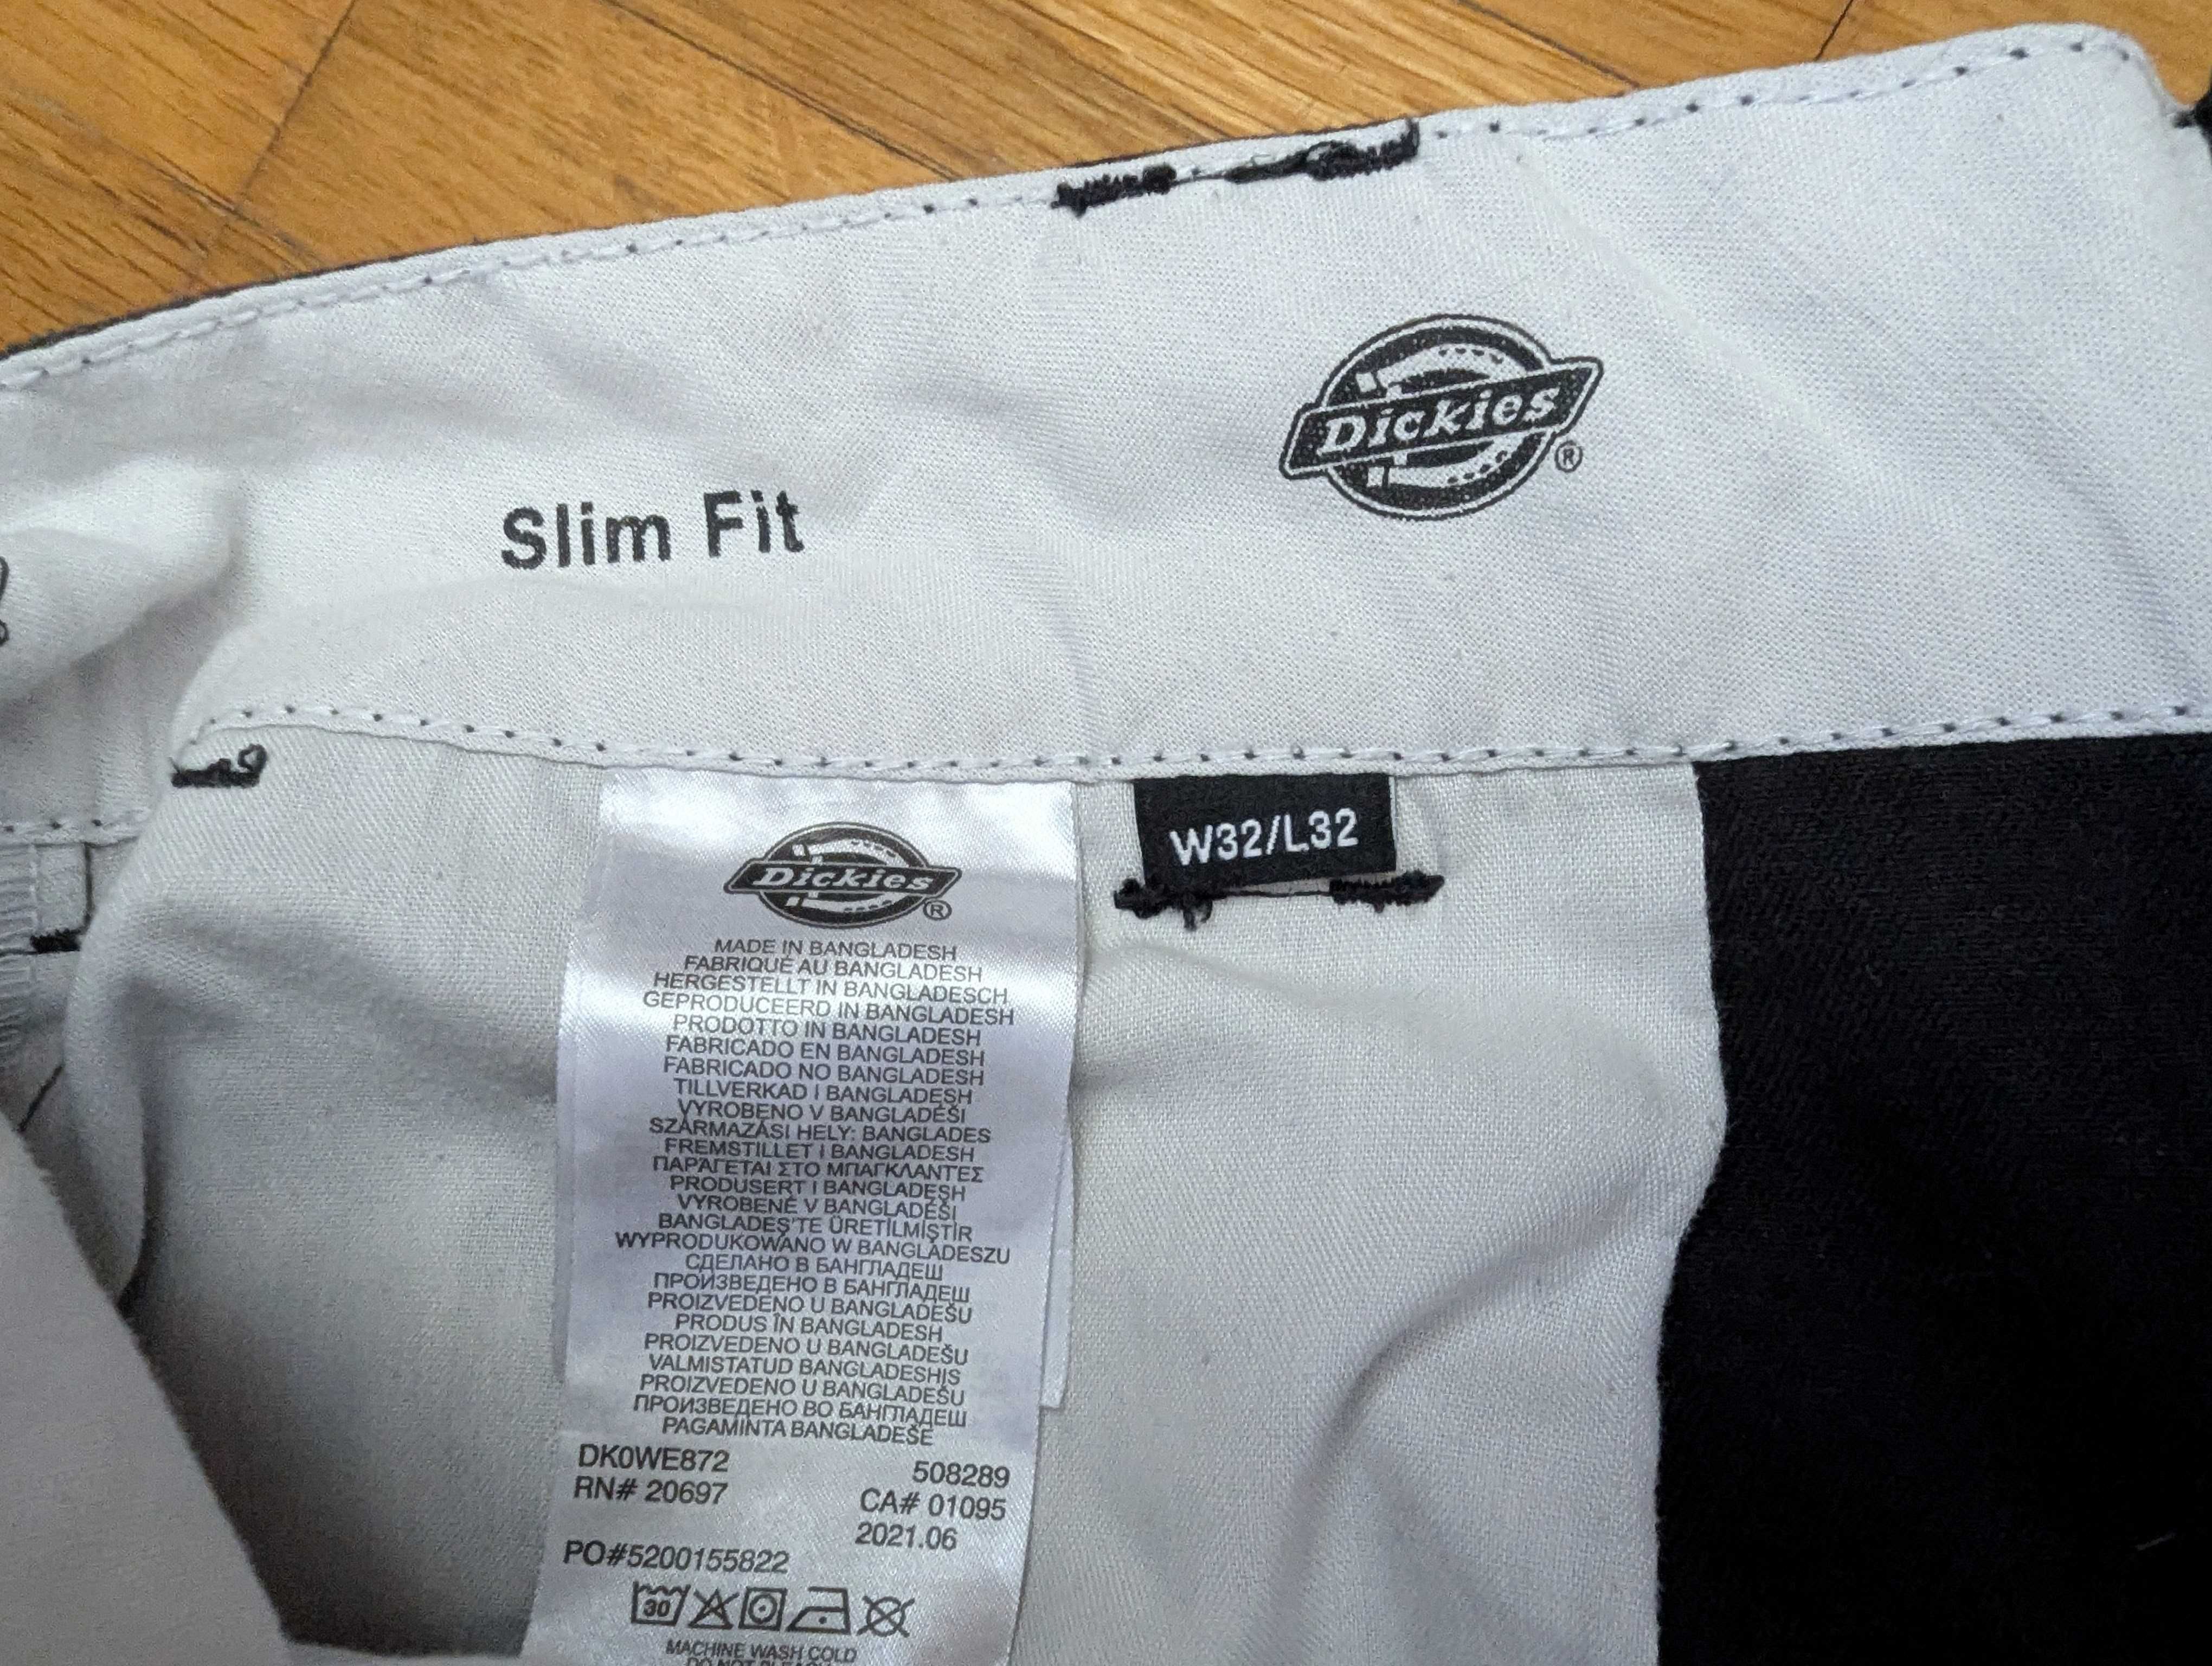 Dickies
®
Slim Fit
W32/L32
Dickies
®
MADE IN BANGLADESH
FABRIQUÉ AU BANGLADESH
HERGESTELLT IN BANGLADESCH
GEPRODUCEERD IN BANGLADESH
PRODOTTO IN BANGLADESH
FABRICADO EN BANGLADESH
FABRICADO NO BANGLADESH
TILLVERKAD I BANGLADESH
VYROBENO V BANGLADÉŠI
SZÁRMAZÁSI HELY: BANGLADES
FREMSTILLET I BANGLADESH
ΠΑΡΑΓΕΤΑΙ ΣΤΟ ΜΠΑΓΚΛΑΝΤΕΣ
PRODUSERT I BANGLADESH
VYROBENÉ V BANGLADÉŠI
BANGLADEŞ'TE ÜRETİLMİŞTİR
WYPRODUKOWANO W BANGLADESZU
СДЕЛАНО В БАНГЛАДЕШ
ПРОИЗВЕДЕНО В БАНГЛАДЕШ
PROIZVEDENO U BANGLADEŠU
PRODUS ÎN BANGLADESH
PROIZVEDENO U BANGLADEŠU
VALMISTATUD BANGLADESHIS
PROIZVEDENO U BANGLADEŠU
ПРОИЗВЕДЕНО ВО БАНГЛАДЕШ
PAGAMINTA BANGLADEŠE
DK0WE872 508289
RN# 20697 CA# 01095
2021.06
PO#5200155822
30
MACHINE WASH COLD
DO NOT BLEACH